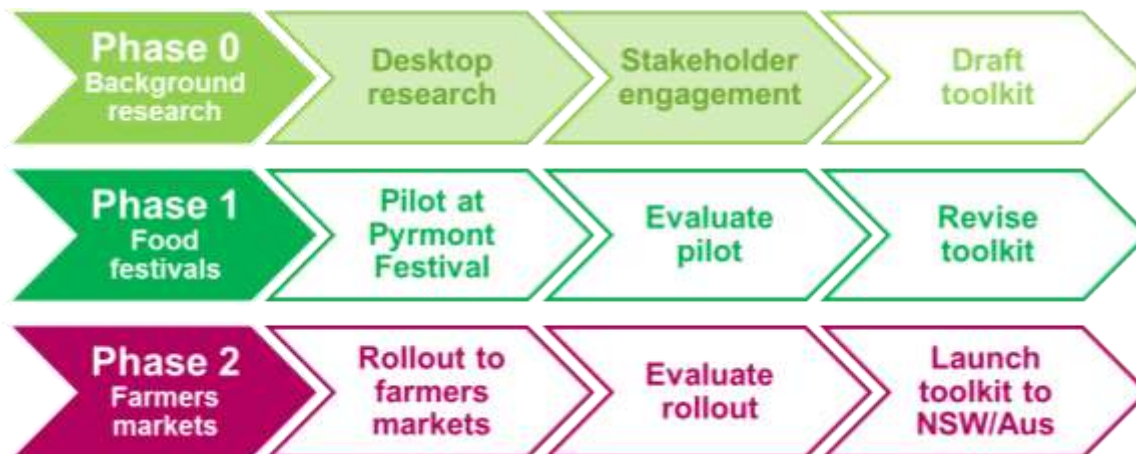 Phase 0
Background
research
Desktop
research
Stakeholder
engagement
Draft
toolkit
Phase 1
Food
festivals
Pilot at
Pyrmont
Festival
Evaluate
pilot
Revise
toolkit
Phase 2
Farmers
markets
Rollout to
farmers
markets
Evaluate
rollout
Launch
toolkit to
NSW/Aus